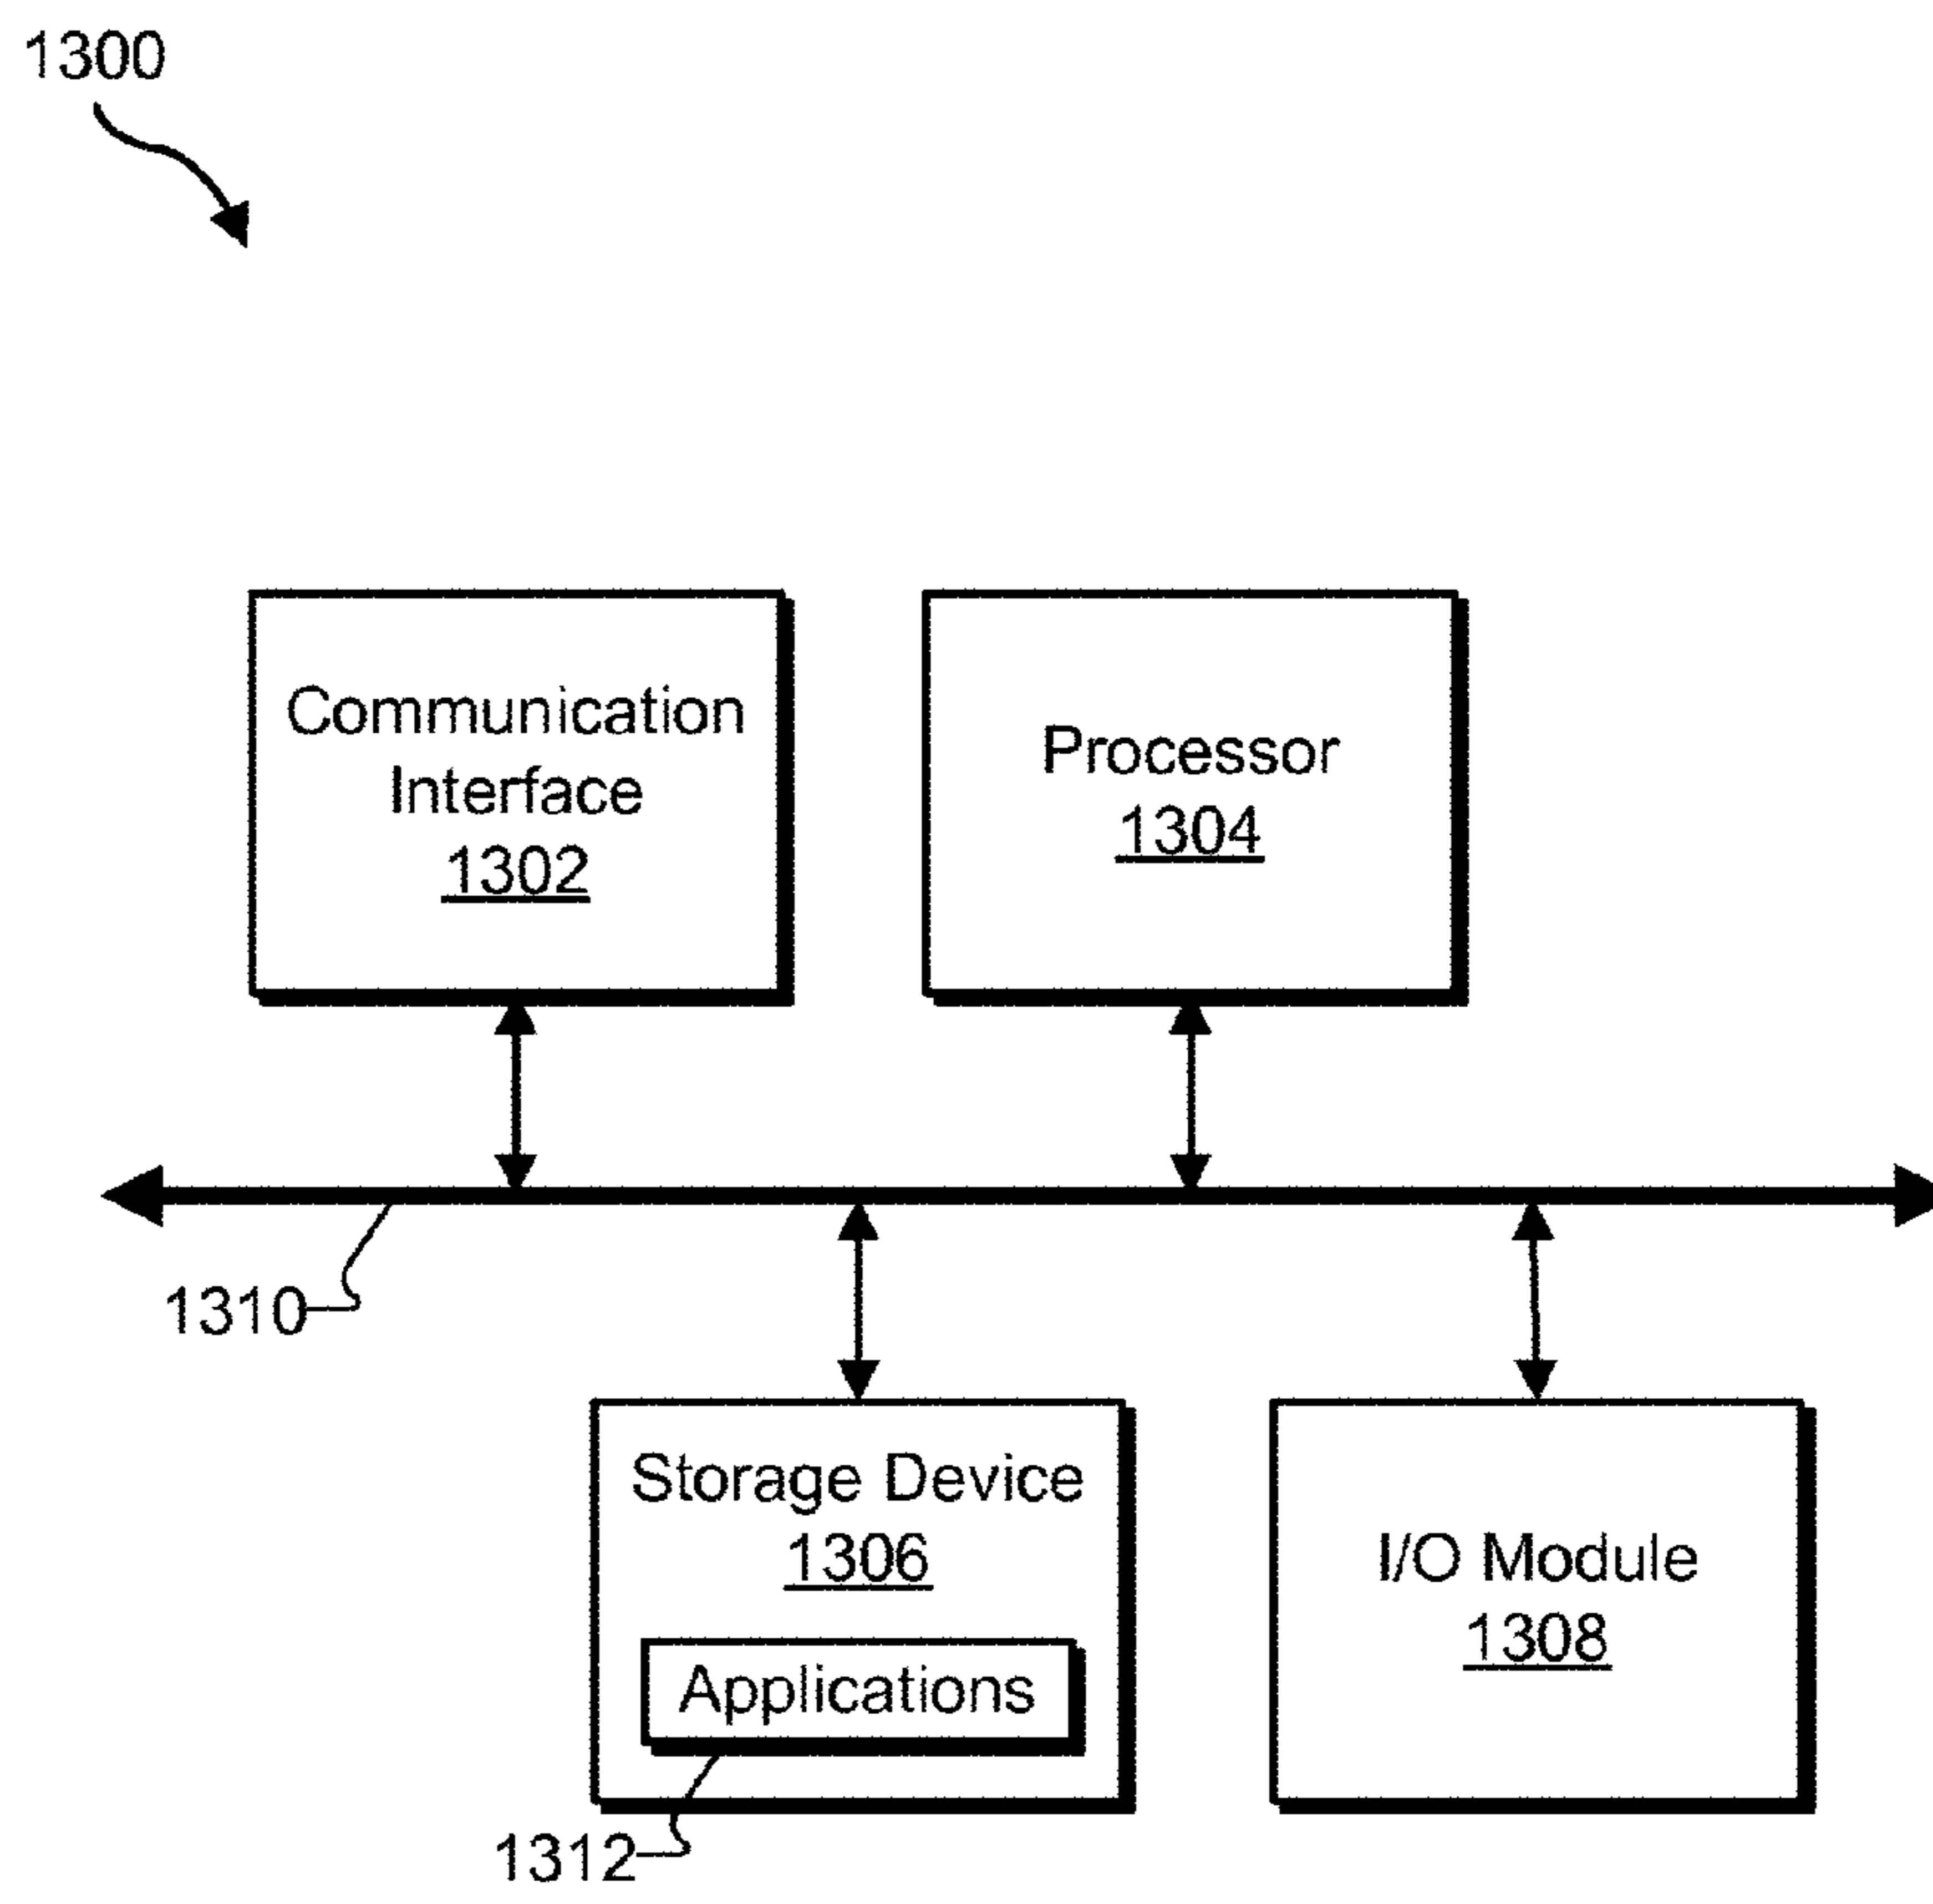 1300
Communication
Interface
1302
Processor
1304
1310
Storage Device
1306
Applications
1312
I/O Module
1308